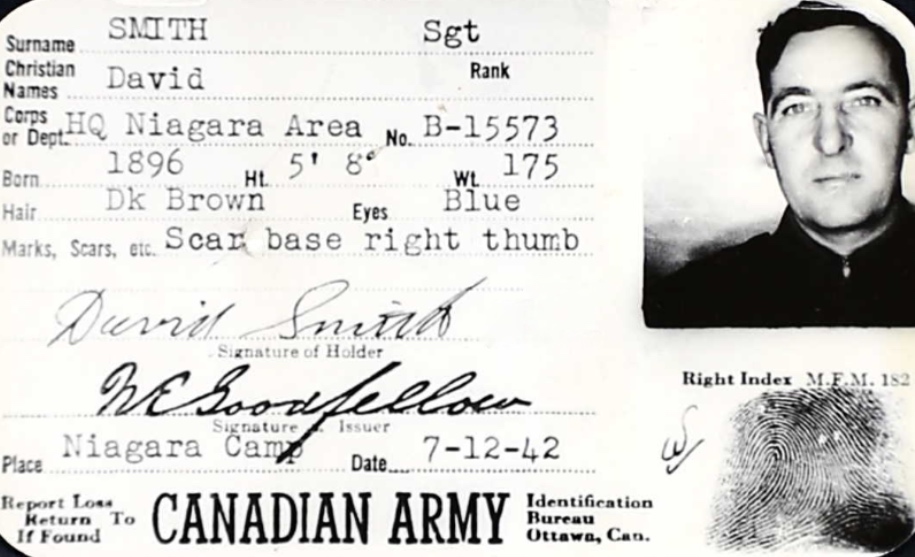 Surname SMITH Sgt
Christian Names David Rank
Corps or Dept. HQ Niagara Area No. B-15573
Born 1896 Ht. 5' 8" Wt. 175
Hair Dk Brown Eyes Blue
Marks, Scars, etc. Scar base right thumb
David Smith
Signature of Holder
W E Goodfellow
Signature Issuer
Place Niagara Camp Date 7-12-42
Right Index M.F.M. 182
Report Loss
Return To
If Found
CANADIAN ARMY
Identification
Bureau
Ottawa, Can.